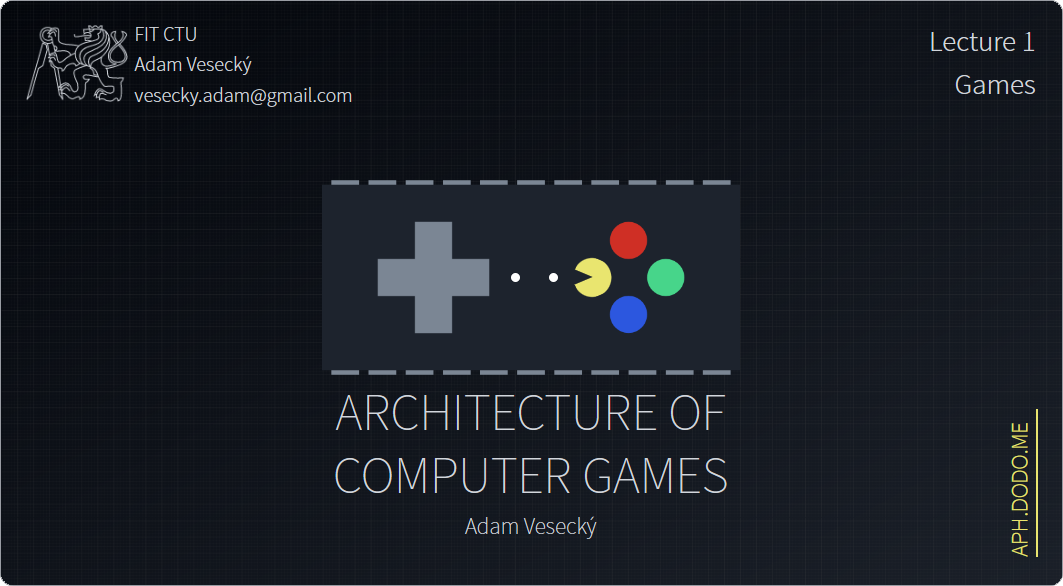 FIT CTU
Adam Vesecký
vesecky.adam@gmail.com
Lecture 1
Games
ARCHITECTURE OF
COMPUTER GAMES
Adam Vesecký
APH.DODO.ME